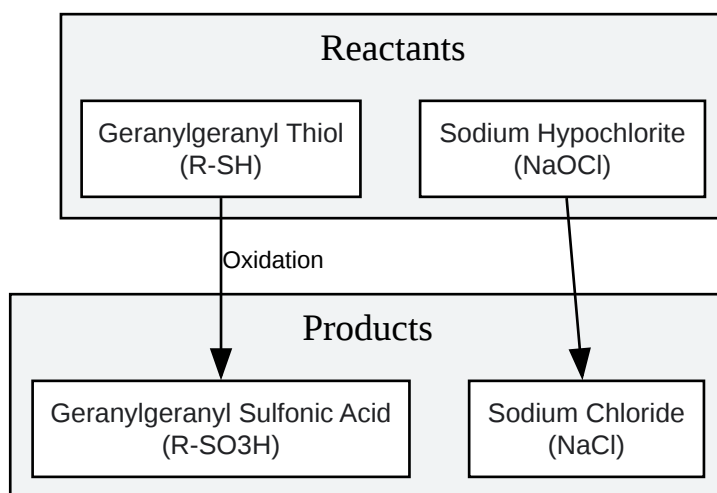 Reactants
Geranylgeranyl Thiol
(R-SH)
Sodium Hypochlorite
(NaOCl)
Oxidation
Products
Geranylgeranyl Sulfonic Acid
(R-SO3H)
Sodium Chloride
(NaCl)